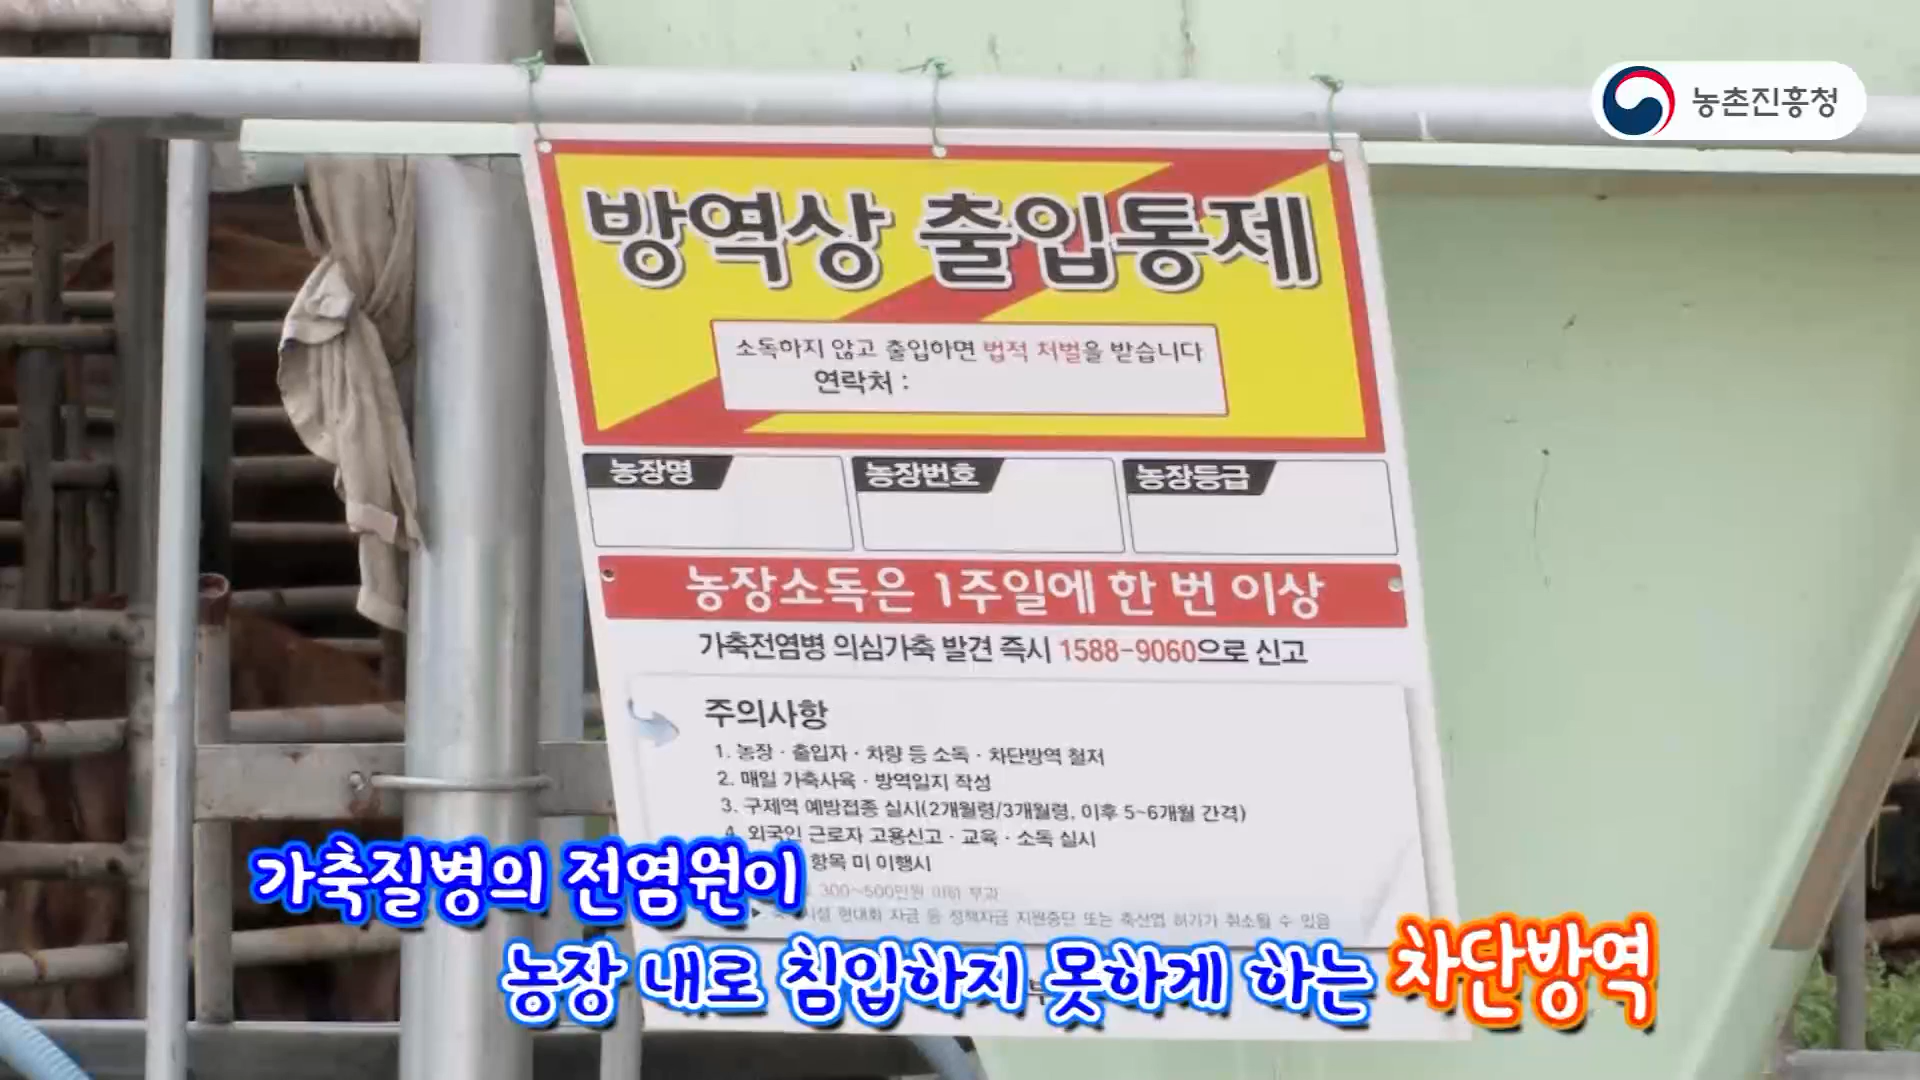 농촌진흥청
방역상 출입통제
소독하지 않고 출입하면 법적 처벌을 받습니다
연락처 :
농장명 농장번호 농장등급
농장소독은 1주일에 한 번 이상
가축전염병 의심가축 발견 즉시 1588-9060으로 신고
주의사항
1. 농장 · 출입자 · 차량 등 소독 · 차단방역 철저
2. 매일 가축사육 · 방역일지 작성
3. 구제역 예방접종 실시(2개월령/3개월령, 이후 5~6개월 간격)
4. 외국인 근로자 고용신고 · 교육 · 소독 실시
항목 미 이행시
300~500만원 이하 부과
현대화 자금 등 정책자금 지원중단 또는 축산업 허가가 취소될 수 있음
가축질병의 전염원이
농장 내로 침입하지 못하게 하는 차단방역